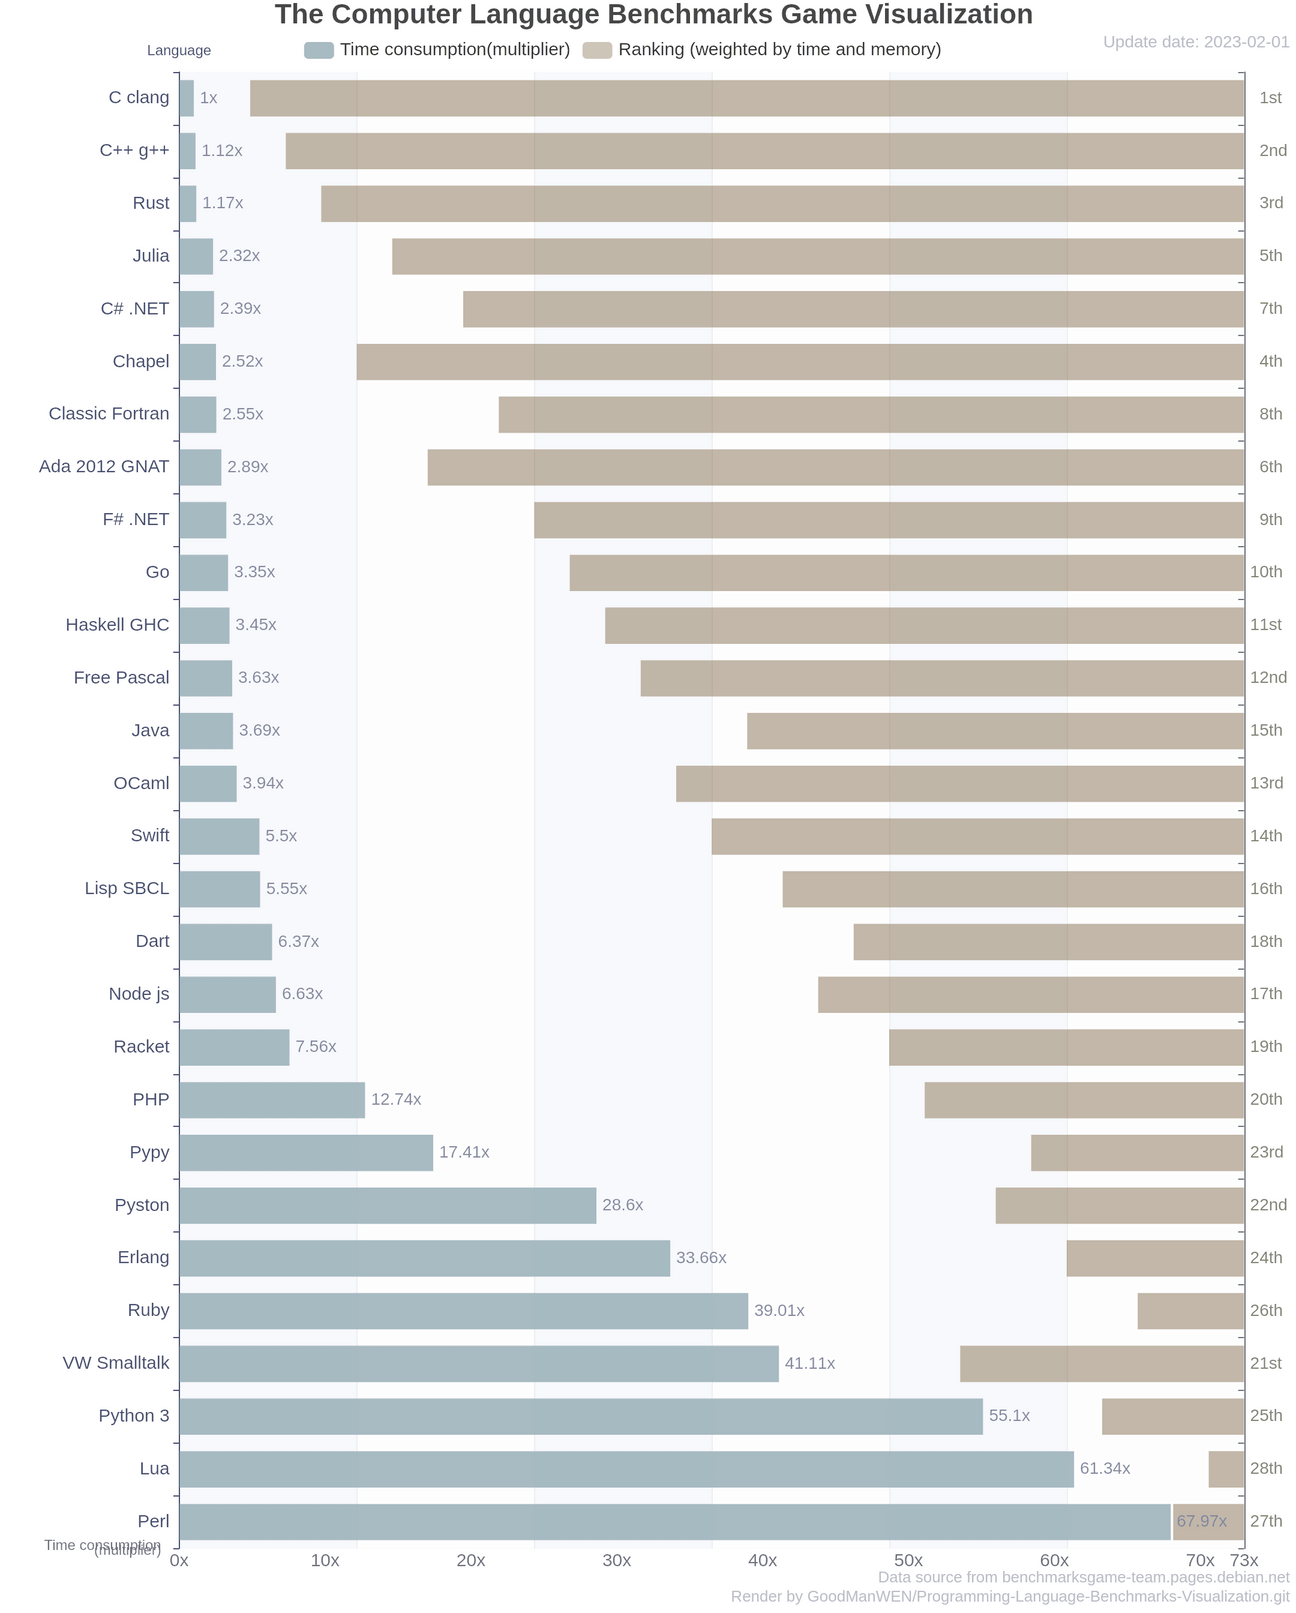 The Computer Language Benchmarks Game Visualization
Language
Time consumption(multiplier)
Ranking (weighted by time and memory)
Update date: 2023-02-01
C clang 1x 1st
C++ g++ 1.12x 2nd
Rust 1.17x 3rd
Julia 2.32x 5th
C# .NET 2.39x 7th
Chapel 2.52x 4th
Classic Fortran 2.55x 8th
Ada 2012 GNAT 2.89x 6th
F# .NET 3.23x 9th
Go 3.35x 10th
Haskell GHC 3.45x 11st
Free Pascal 3.63x 12nd
Java 3.69x 15th
OCaml 3.94x 13rd
Swift 5.5x 14th
Lisp SBCL 5.55x 16th
Dart 6.37x 18th
Node js 6.63x 17th
Racket 7.56x 19th
PHP 12.74x 20th
Pypy 17.41x 23rd
Pyston 28.6x 22nd
Erlang 33.66x 24th
Ruby 39.01x 26th
VW Smalltalk 41.11x 21st
Python 3 55.1x 25th
Lua 61.34x 28th
Perl 67.97x 27th
Time consumption
(multiplier)
0x 10x 20x 30x 40x 50x 60x 70x 73x
Data source from benchmarksgame-team.pages.debian.net
Render by GoodManWEN/Programming-Language-Benchmarks-Visualization.git